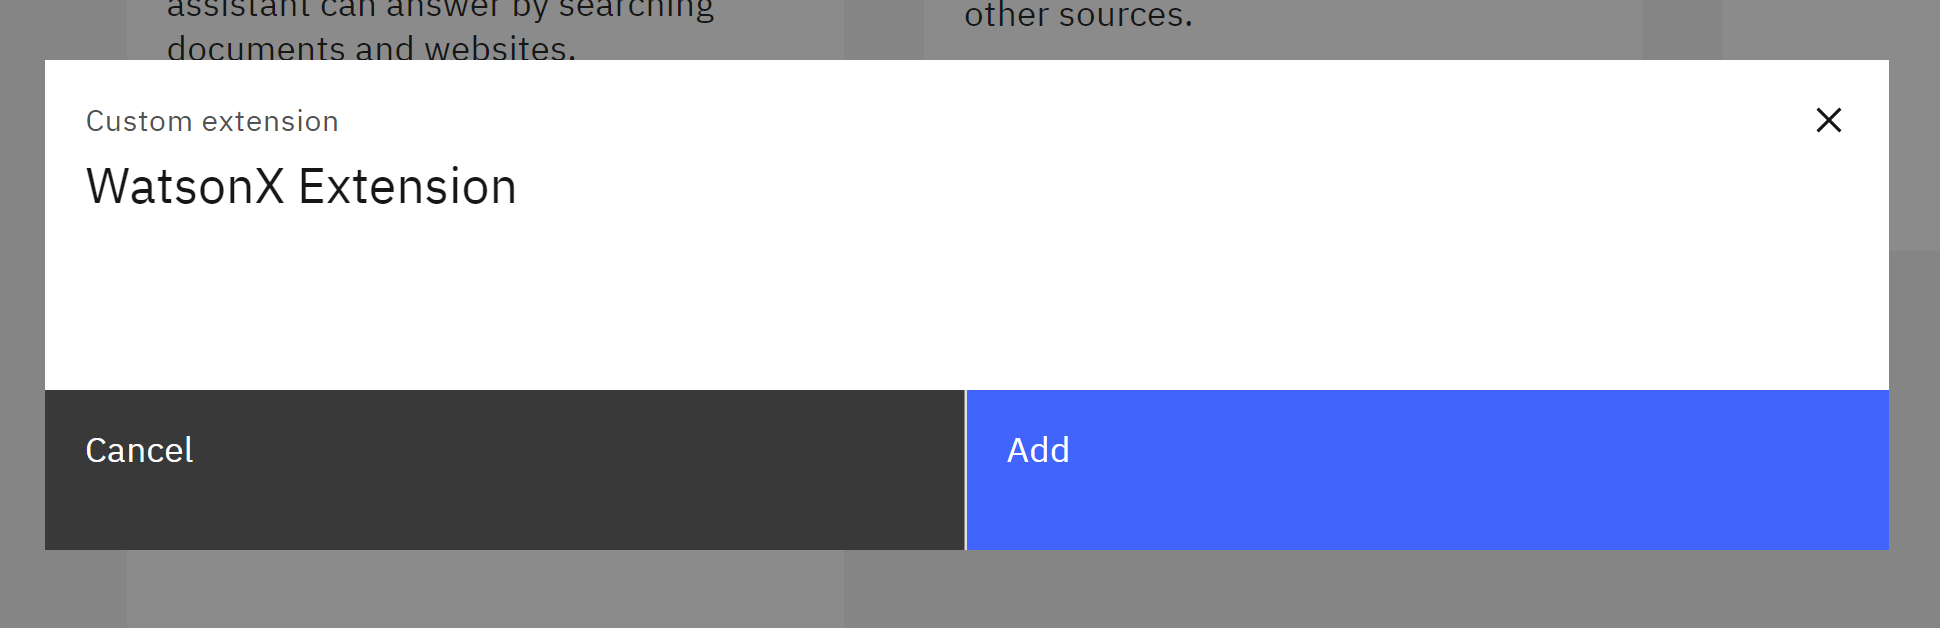 assistant can answer by searching
documents and websites.
other sources.
Custom extension
WatsonX Extension
Cancel
Add